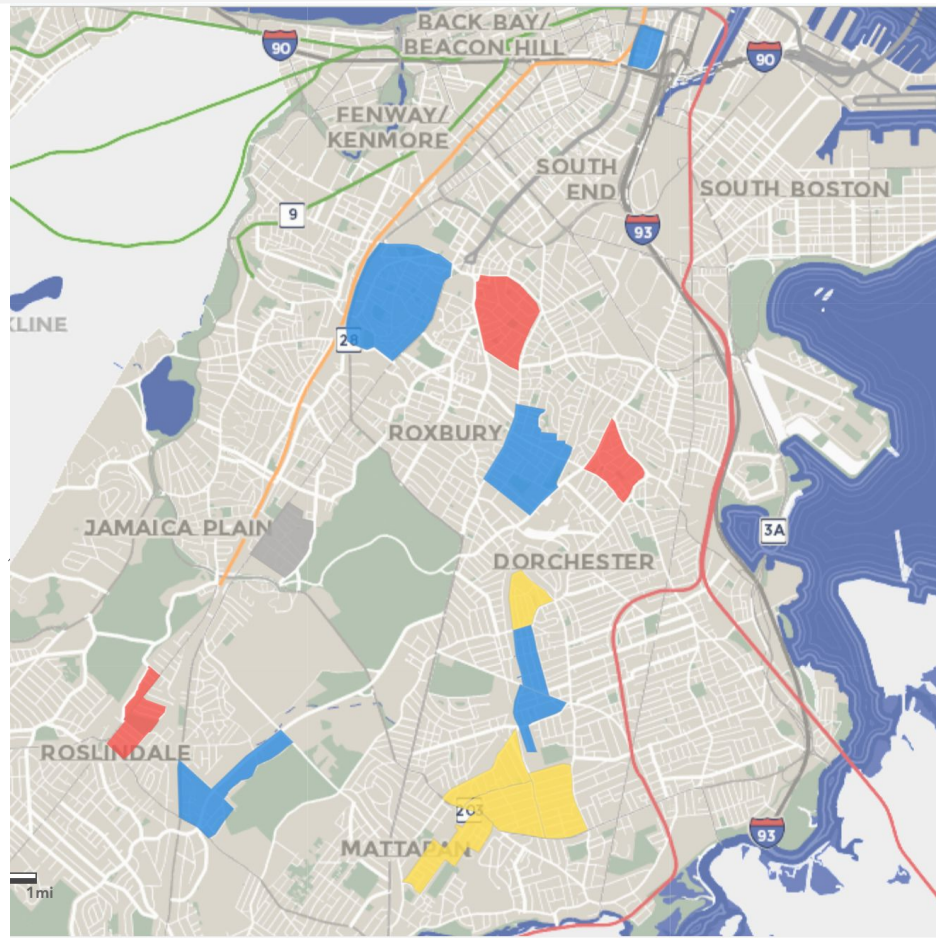 BACK BAY/
BEACON HILL
90
90
FENWAY/
KENMORE
SOUTH
END
SOUTH BOSTON
9
93
KLINE
28
ROXBURY
JAMAICA PLAIN
3A
DORCHESTER
ROSLINDALE
203
MATTAPAN
93
1mi